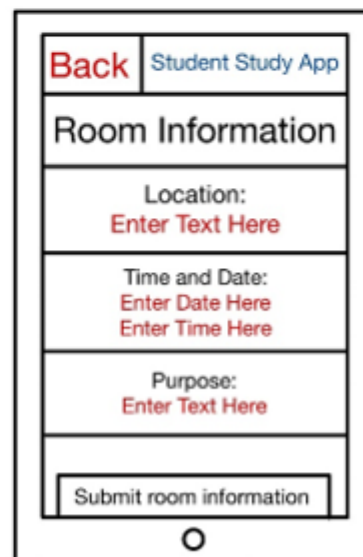 Back Student Study App
Room Information
Location:
Enter Text Here
Time and Date:
Enter Date Here
Enter Time Here
Purpose:
Enter Text Here
Submit room information